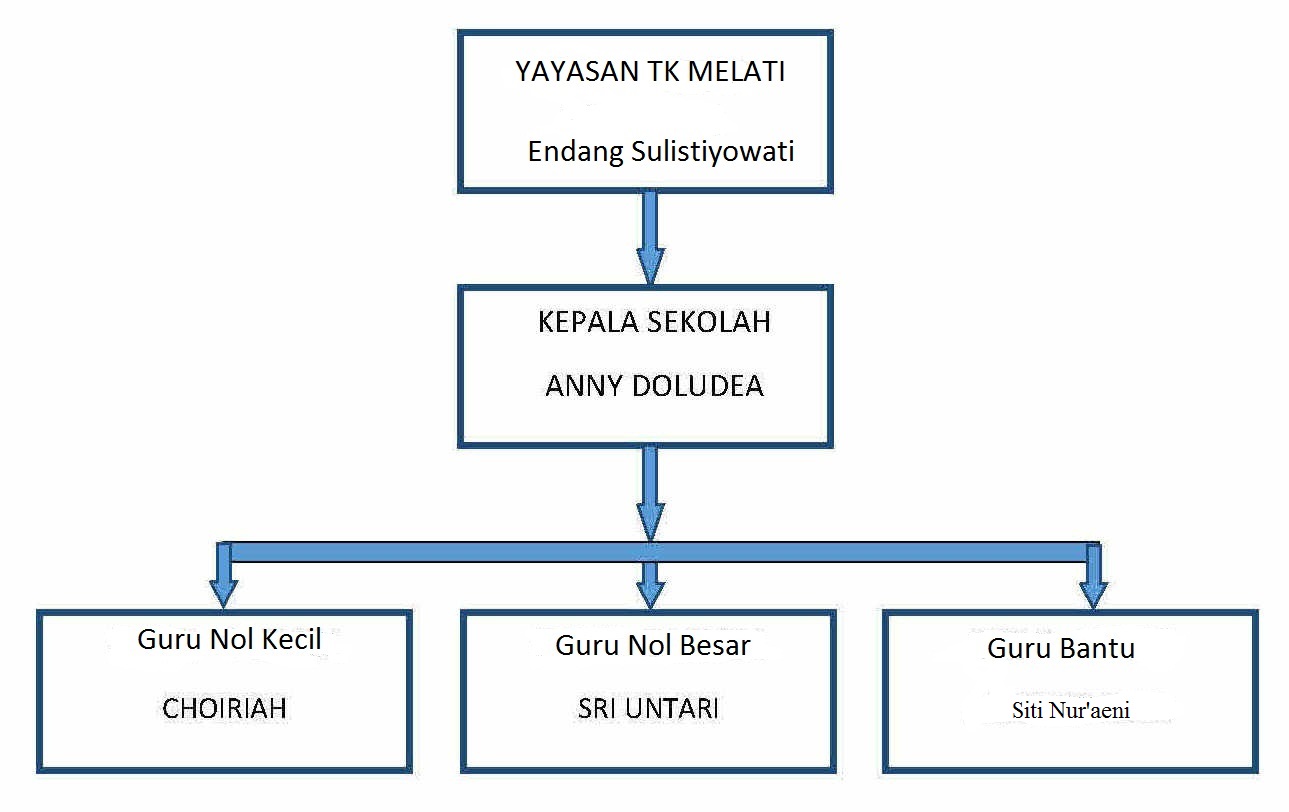 YAYASAN TK MELATI
Endang Sulistiyowati
KEPALA SEKOLAH
ANNY DOLUDEA
Guru Nol Kecil
CHOIRIAH
Guru Nol Besar
SRI UNTARI
Guru Bantu
Siti Nur'aeni